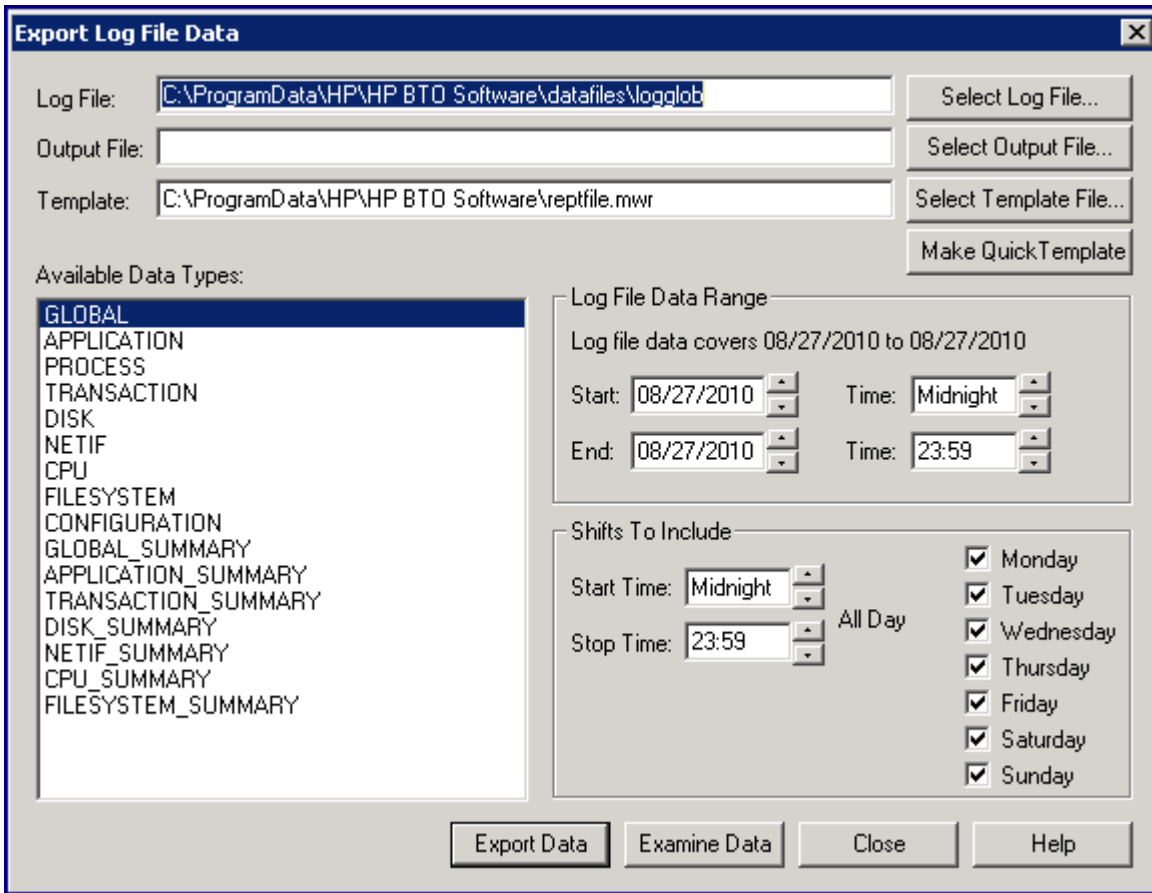 Export Log File Data
Log File: C:\ProgramData\HP\HP BTO Software\datafiles\logglob Select Log File...
Output File: Select Output File...
Template: C:\ProgramData\HP\HP BTO Software\reptfile.mwr Select Template File...
Make QuickTemplate
Available Data Types:
GLOBAL
APPLICATION
PROCESS
TRANSACTION
DISK
NETIF
CPU
FILESYSTEM
CONFIGURATION
GLOBAL_SUMMARY
APPLICATION_SUMMARY
TRANSACTION_SUMMARY
DISK_SUMMARY
NETIF_SUMMARY
CPU_SUMMARY
FILESYSTEM_SUMMARY
Log File Data Range
Log file data covers 08/27/2010 to 08/27/2010
Start: 08/27/2010 Time: Midnight
End: 08/27/2010 Time: 23:59
Shifts To Include
Start Time: Midnight
Stop Time: 23:59
All Day
Monday
Tuesday
Wednesday
Thursday
Friday
Saturday
Sunday
Export Data Examine Data Close Help